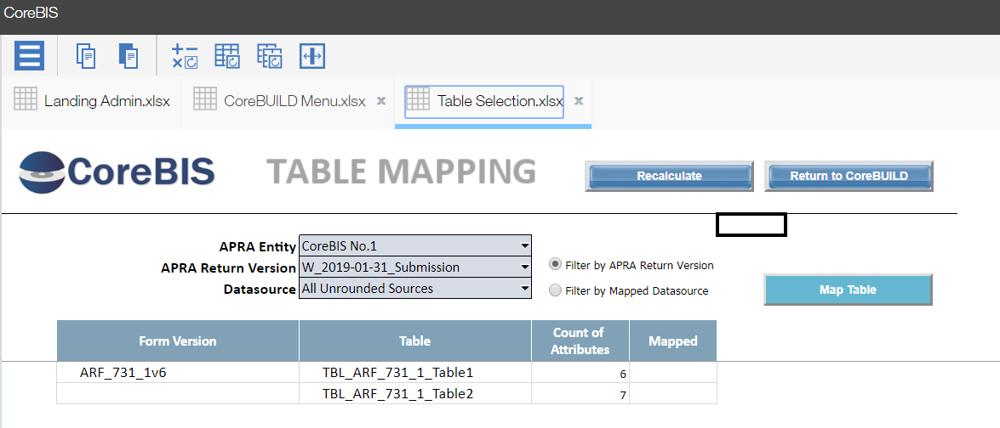 CoreBIS
Landing Admin.xlsx CoreBUILD Menu.xlsx x Table Selection.xlsx x
CoreBIS TABLE MAPPING Recalculate Return to CoreBUILD
APRA Entity CoreBIS No.1
APRA Return Version W_2019-01-31_Submission Filter by APRA Return Version
Datasource All Unrounded Sources Filter by Mapped Datasource Map Table
Form Version Table Count of Attributes Mapped
ARF_731_1v6 TBL_ARF_731_1_Table1 6
TBL_ARF_731_1_Table2 7